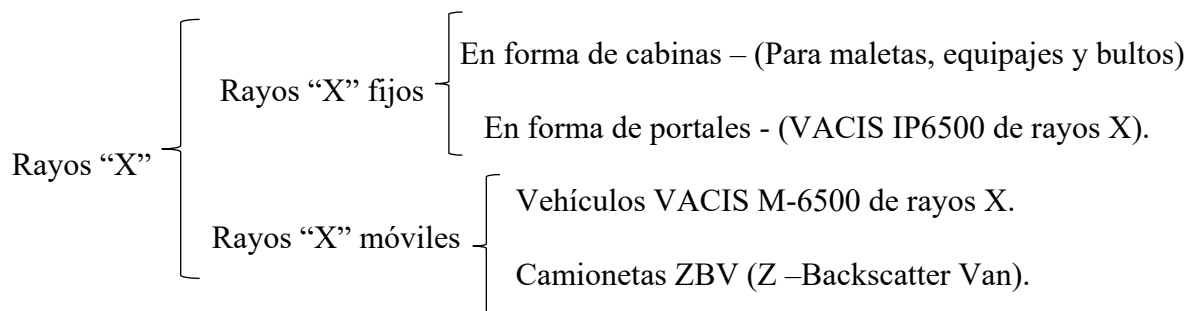 Rayos “X”
Rayos “X” fijos
En forma de cabinas – (Para maletas, equipajes y bultos)
En forma de portales - (VACIS IP6500 de rayos X).
Rayos “X” móviles
Vehículos VACIS M-6500 de rayos X.
Camionetas ZBV (Z –Backscatter Van).